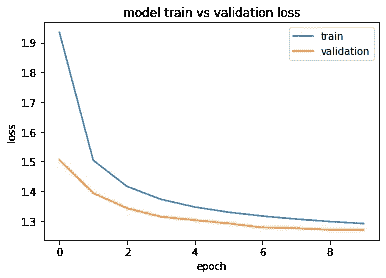 model train vs validation loss
train
validation
1.9
1.8
1.7
1.6
1.5
1.4
1.3
loss
0 2 4 6 8
epoch